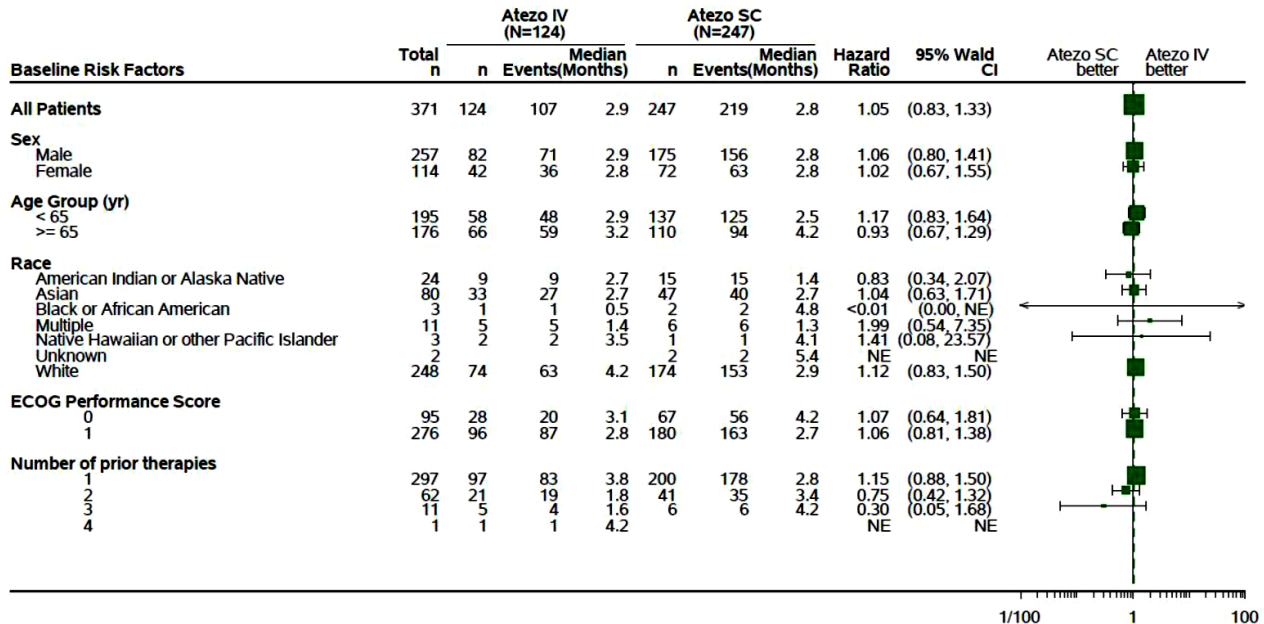 Atezo IV Atezo SC
(N=124) (N=247)
Total Median Median Hazard 95% Wald Atezo SC Atezo IV
Baseline Risk Factors n n Events(Months) n Events(Months) Ratio CI better better
All Patients 371 124 107 2.9 247 219 2.8 1.05 (0.83, 1.33)
Sex
Male 257 82 71 2.9 175 156 2.8 1.06 (0.80, 1.41)
Female 114 42 36 2.8 72 63 2.8 1.02 (0.67, 1.55)
Age Group (yr)
< 65 195 58 48 2.9 137 125 2.5 1.17 (0.83, 1.64)
>= 65 176 66 59 3.2 110 94 4.2 0.93 (0.67, 1.29)
Race
American Indian or Alaska Native 24 9 9 2.7 15 15 1.4 0.83 (0.34, 2.07)
Asian 80 33 27 2.7 47 40 2.7 1.04 (0.63, 1.71)
Black or African American 3 1 1 0.5 2 2 4.8 <0.01 (0.00, NE)
Multiple 11 5 5 1.4 6 6 1.3 1.99 (0.54, 7.35)
Native Hawaiian or other Pacific Islander 3 2 2 3.5 1 1 4.1 1.41 (0.08, 23.57)
Unknown 2 2 2 5.4 NE NE
White 248 74 63 4.2 174 153 2.9 1.12 (0.83, 1.50)
ECOG Performance Score
0 95 28 20 3.1 67 56 4.2 1.07 (0.64, 1.81)
1 276 96 87 2.8 180 163 2.7 1.06 (0.81, 1.38)
Number of prior therapies
1 297 97 83 3.8 200 178 2.8 1.15 (0.88, 1.50)
2 62 21 19 1.8 41 35 3.4 0.75 (0.42, 1.32)
3 11 5 4 1.6 6 6 4.2 0.30 (0.05, 1.68)
4 1 1 1 4.2 NE NE
1/100 1 100